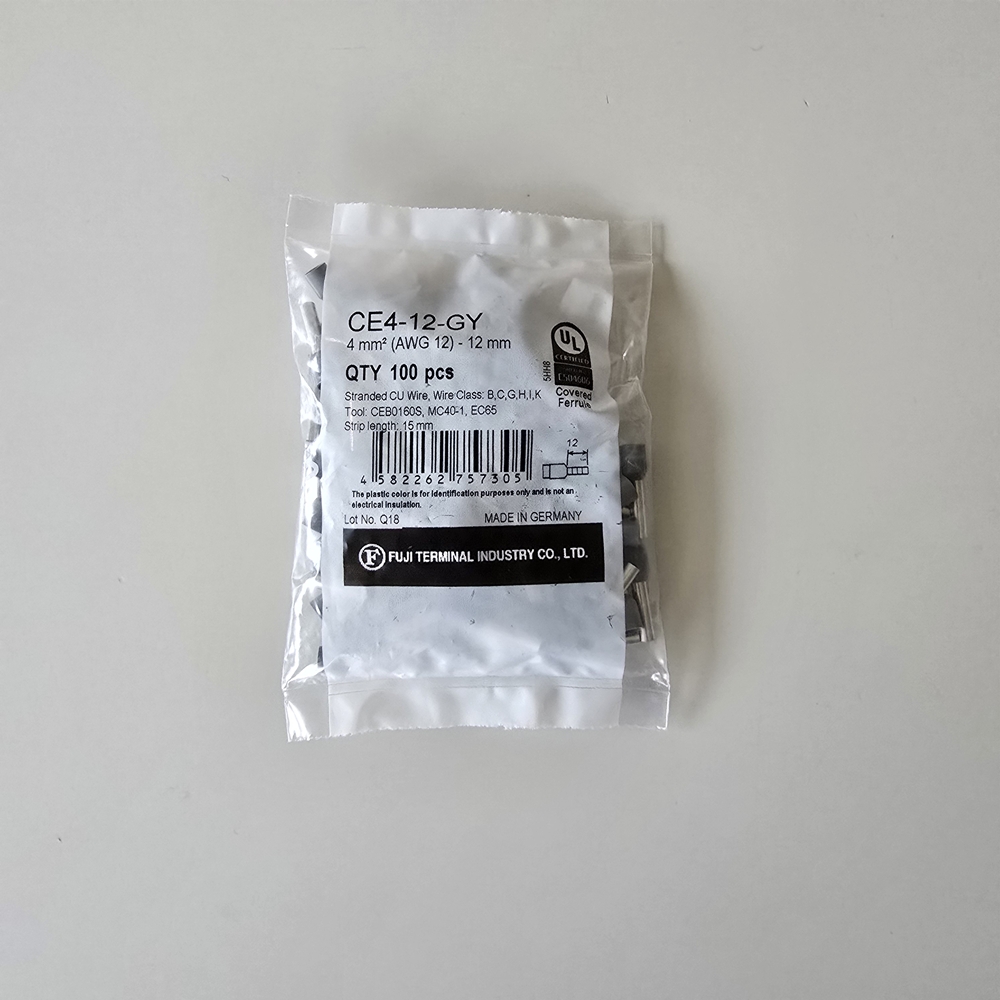 CE4-12-GY
4 mm² (AWG 12) - 12 mm
QTY 100 pcs
UL
CERTIFIED
5HH8
Covered
Ferrule
Stranded CU Wire, Wire Class: B,C,G,H,I,K
Tool: CEB0160S, MC40-1, EC65
Strip length: 15 mm
12
4 582262 757305
The plastic color is for identification purposes only and is not an
electrical insulation.
Lot No. Q18 MADE IN GERMANY
F FUJI TERMINAL INDUSTRY CO., LTD.